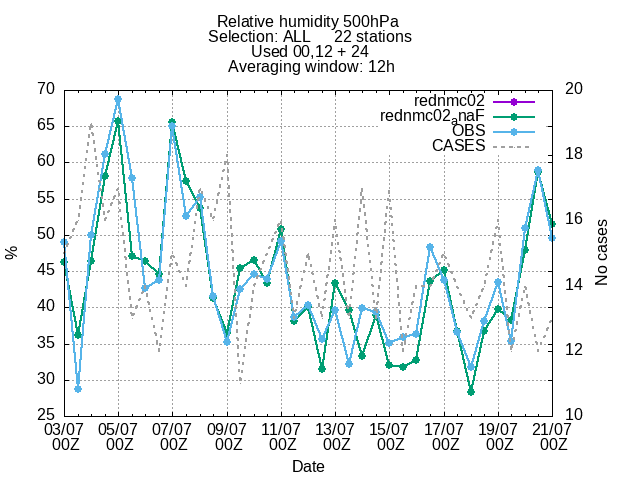 Relative humidity 500hPa
Selection: ALL 22 stations
Used 00,12 + 24
Averaging window: 12h
70 20
rednmc02
rednmc02anaF
OBS
CASES
65
60 18
55
50 16
45 14
40
35 12
30
25 10
% No cases
03/07 05/07 07/07 09/07 11/07 13/07 15/07 17/07 19/07 21/07
00Z 00Z 00Z 00Z 00Z 00Z 00Z 00Z 00Z 00Z
Date